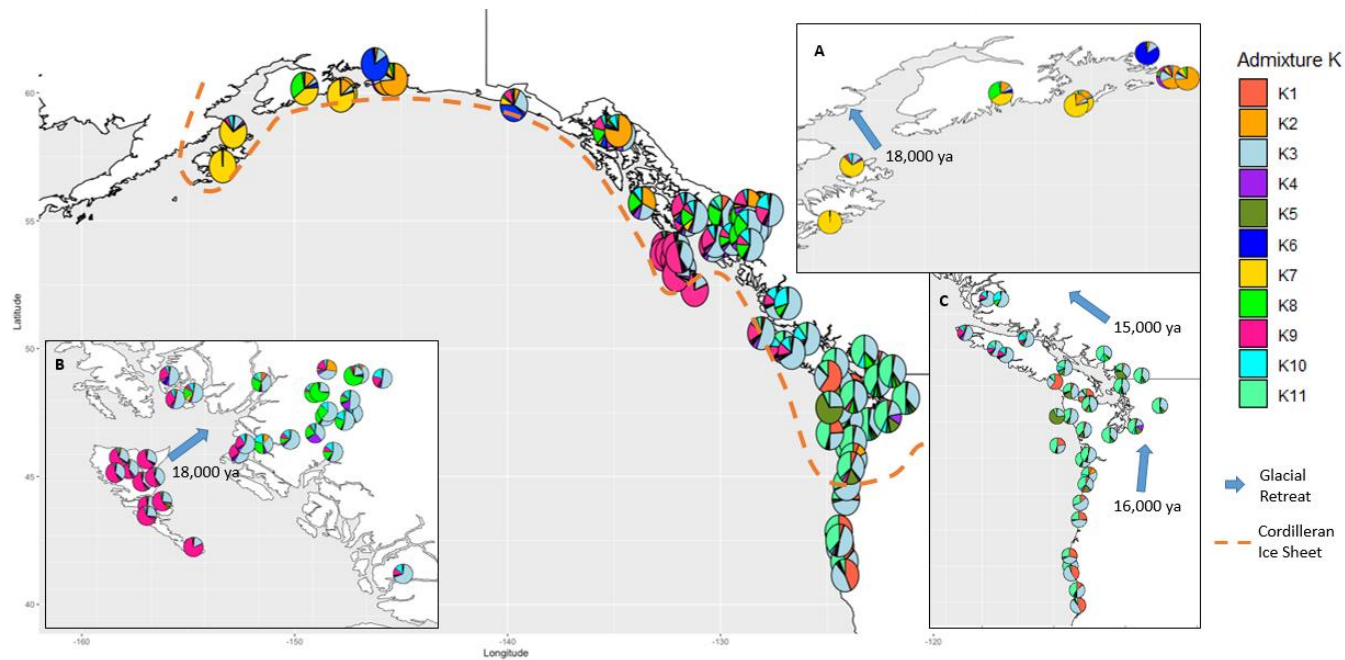 A
18,000 ya
Admixture K
K1
K2
K3
K4
K5
K6
K7
K8
K9
K10
K11
60
55
50
45
40
Latitude
B
18,000 ya
C
15,000 ya
16,000 ya
Glacial
Retreat
Cordilleran
Ice Sheet
-160
-150
-140
-130
-120
Longitude